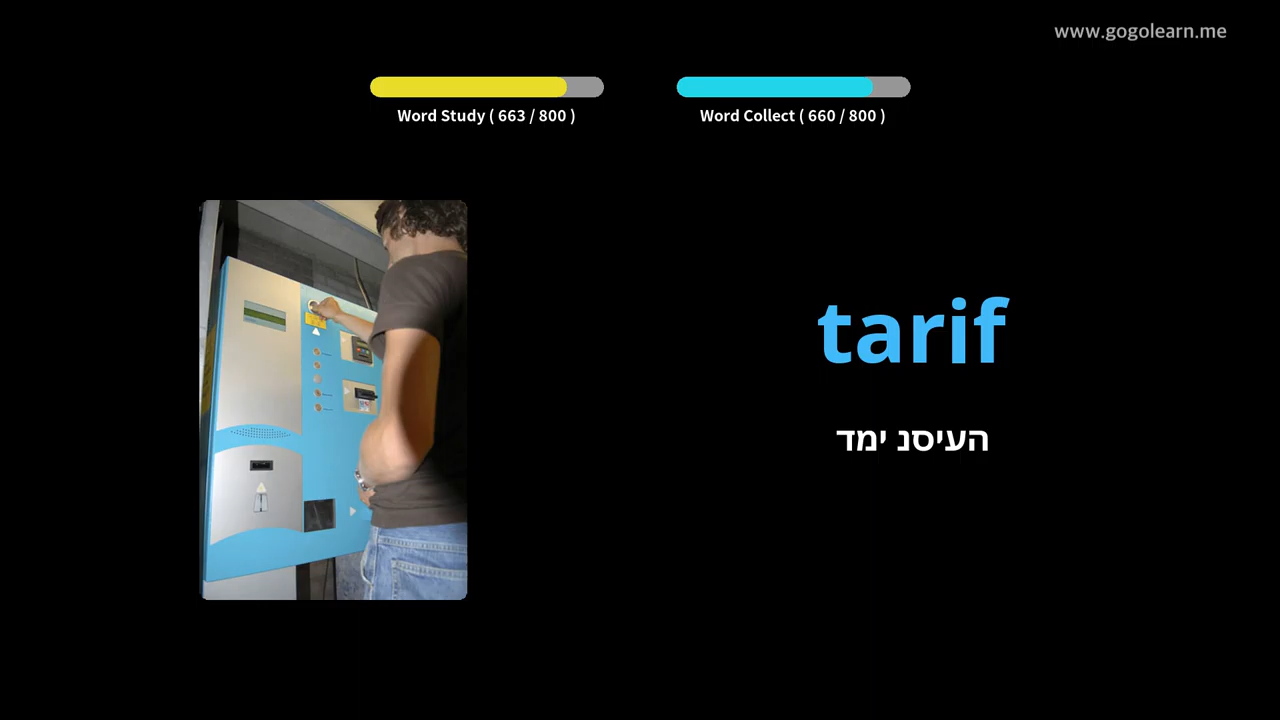 www.gogolearn.me
Word Study ( 663 / 800 )
Word Collect ( 660 / 800 )
tarif
העיסנ ימד